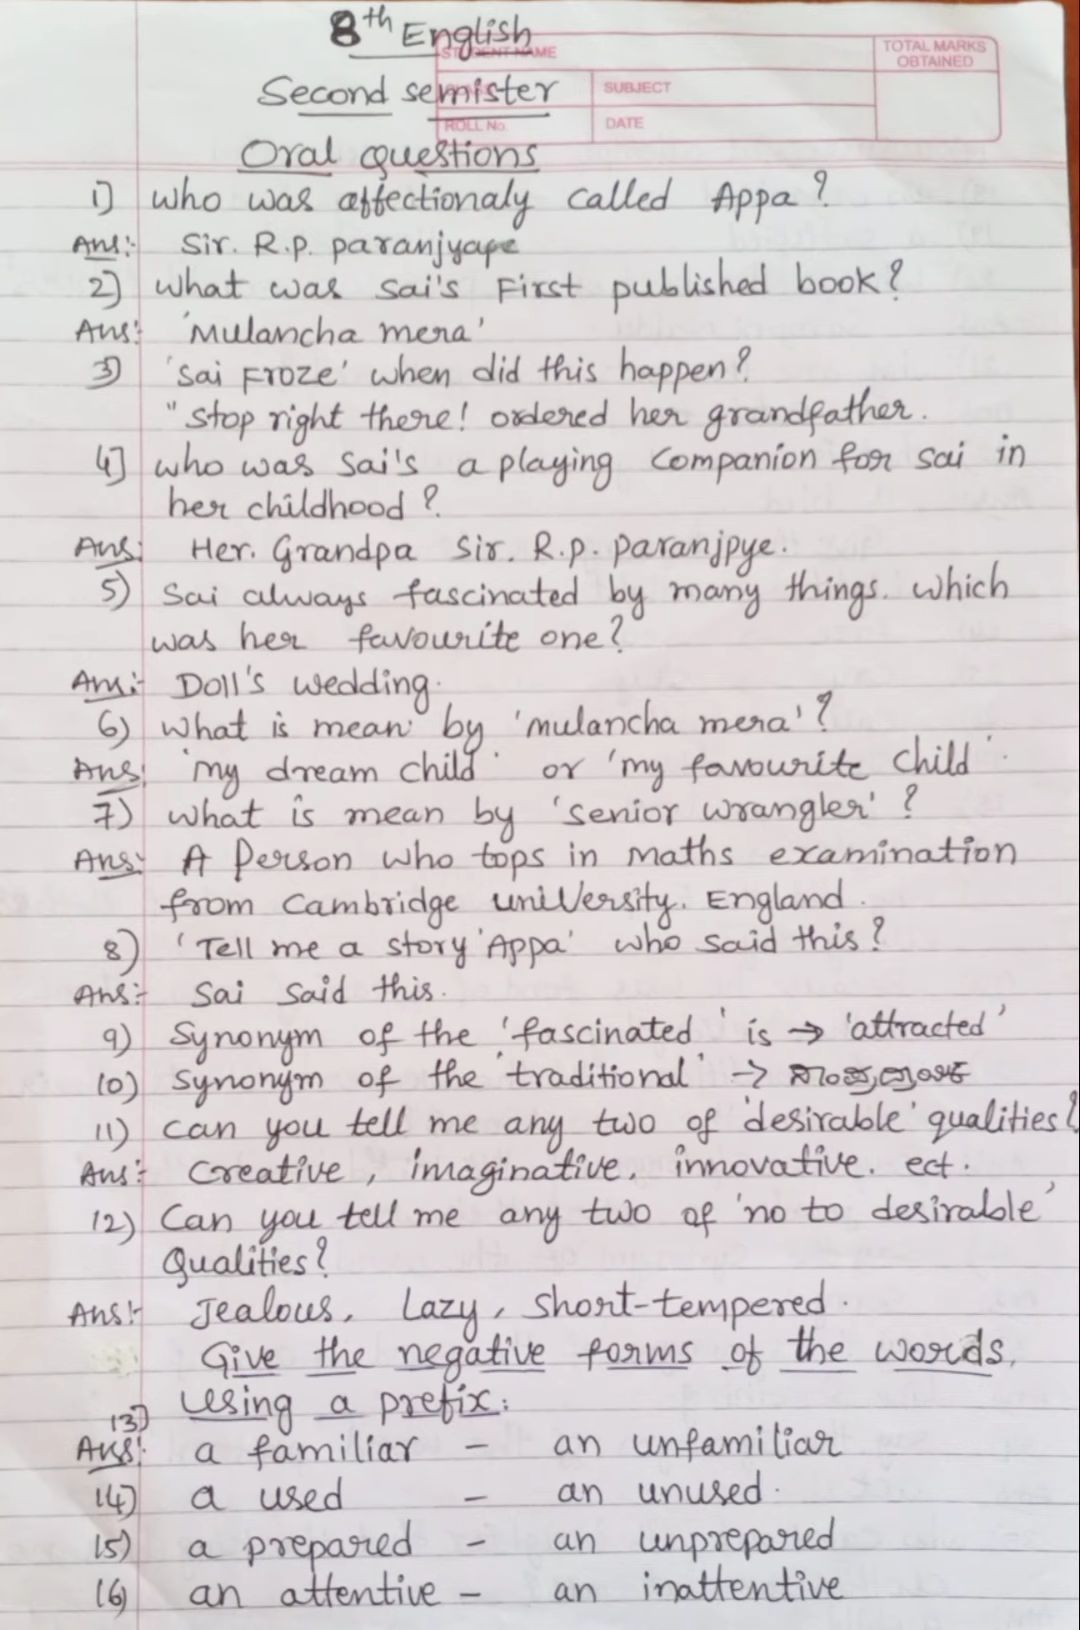 8th English
STUDENT NAME
TOTAL MARKS OBTAINED
Second semister
SUBJECT
ROLL No.
DATE
Oral questions
1) who was affectionaly called Appa?
Ans:- Sir. R.p. paranjyape
2) what was sai's First published book?
Ans: 'Mulancha mera'
3) 'sai Froze' when did this happen?
"stop right there! ordered her grandfather.
4] who was sai's a playing companion for sai in
her childhood?
Ans: Her. Grandpa Sir. R.p. paranjpye.
5) Sai always fascinated by many things. which
was her favourite one?
Ans:- Doll's wedding.
6) what is mean by 'mulancha mera'?
Ans: 'my dream child' or 'my favourite child'.
7) what is mean by 'senior wrangler'?
Ans: A person who tops in maths examination
from Cambridge university. England.
8) 'Tell me a story 'Appa' who said this?
Ans:- Sai said this.
9) Synonym of the 'fascinated' is → 'attracted'
10) Synonym of the 'traditional' →
11) can you tell me any two of 'desirable' qualities?
Ans:- Creative, imaginative, innovative. ect.
12) Can you tell me any two of 'no to desirable'
Qualities?
Ans:- Jealous, Lazy, short-tempered.
Give the negative forms of the words,
using a prefix:
13)
Ans: a familiar - an unfamiliar
14) a used - an unused.
15) a prepared - an unprepared
16) an attentive - an inattentive